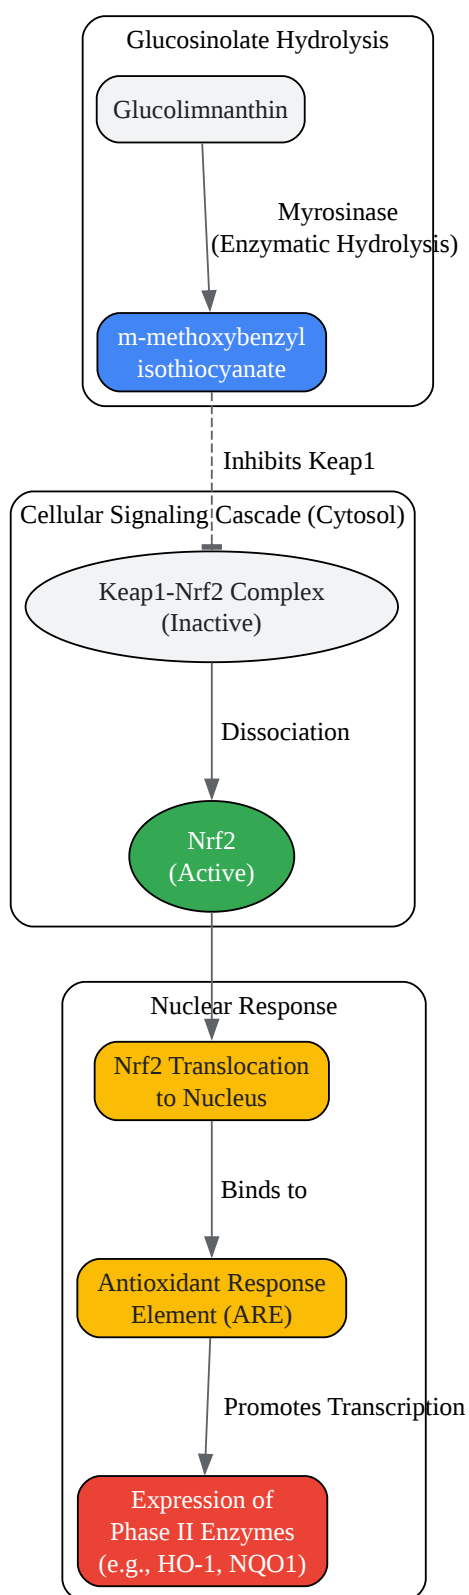 Glucosinolate Hydrolysis
Glucolimnanthin
Myrosinase
(Enzymatic Hydrolysis)
m-methoxybenzyl
isothiocyanate
Inhibits Keap1
Cellular Signaling Cascade (Cytosol)
Keap1-Nrf2 Complex
(Inactive)
Dissociation
Nrf2
(Active)
Nuclear Response
Nrf2 Translocation
to Nucleus
Binds to
Antioxidant Response
Element (ARE)
Promotes Transcription
Expression of
Phase II Enzymes
(e.g., HO-1, NQO1)